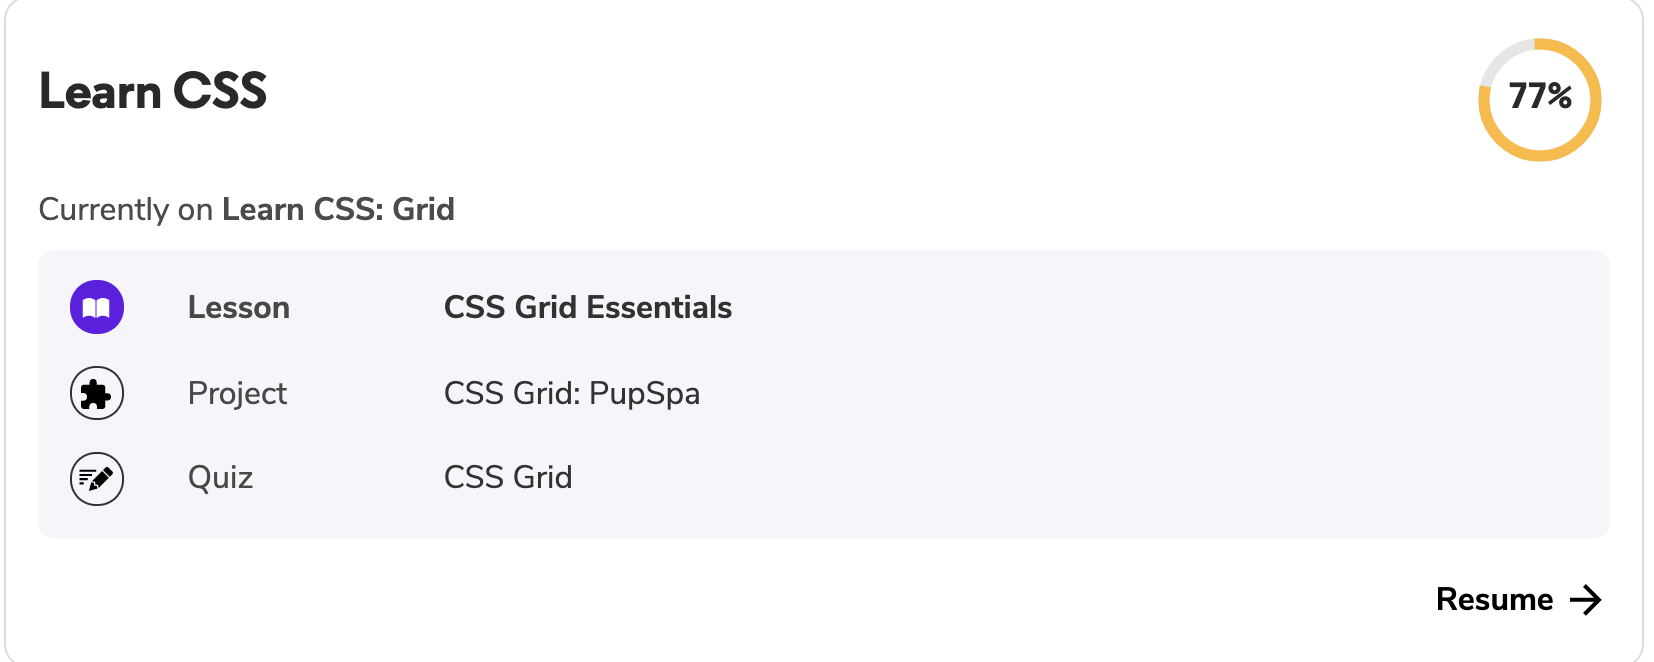 Learn CSS
77%
Currently on Learn CSS: Grid
Lesson CSS Grid Essentials
Project CSS Grid: PupSpa
Quiz CSS Grid
Resume →